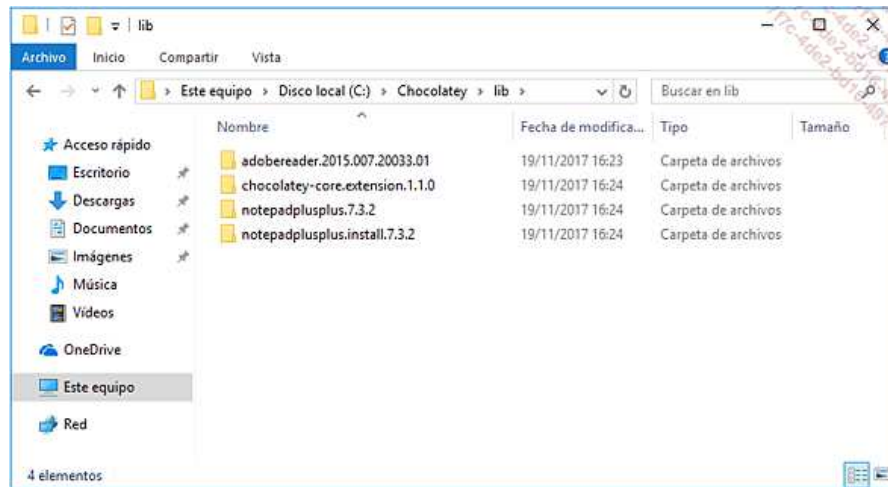 lib
Archivo Inicio Compartir Vista
Este equipo > Disco local (C:) > Chocolatey > lib >
Buscar en lib
Nombre Fecha de modifica... Tipo Tamaño
Acceso rápido
Escritorio
Descargas
Documentos
Imágenes
Música
Vídeos
OneDrive
Este equipo
Red
adobereader.2015.007.20033.01 19/11/2017 16:23 Carpeta de archivos
chocolatey-core.extension.1.1.0 19/11/2017 16:24 Carpeta de archivos
notepadplusplus.7.3.2 19/11/2017 16:24 Carpeta de archivos
notepadplusplus.install.7.3.2 19/11/2017 16:24 Carpeta de archivos
4 elementos